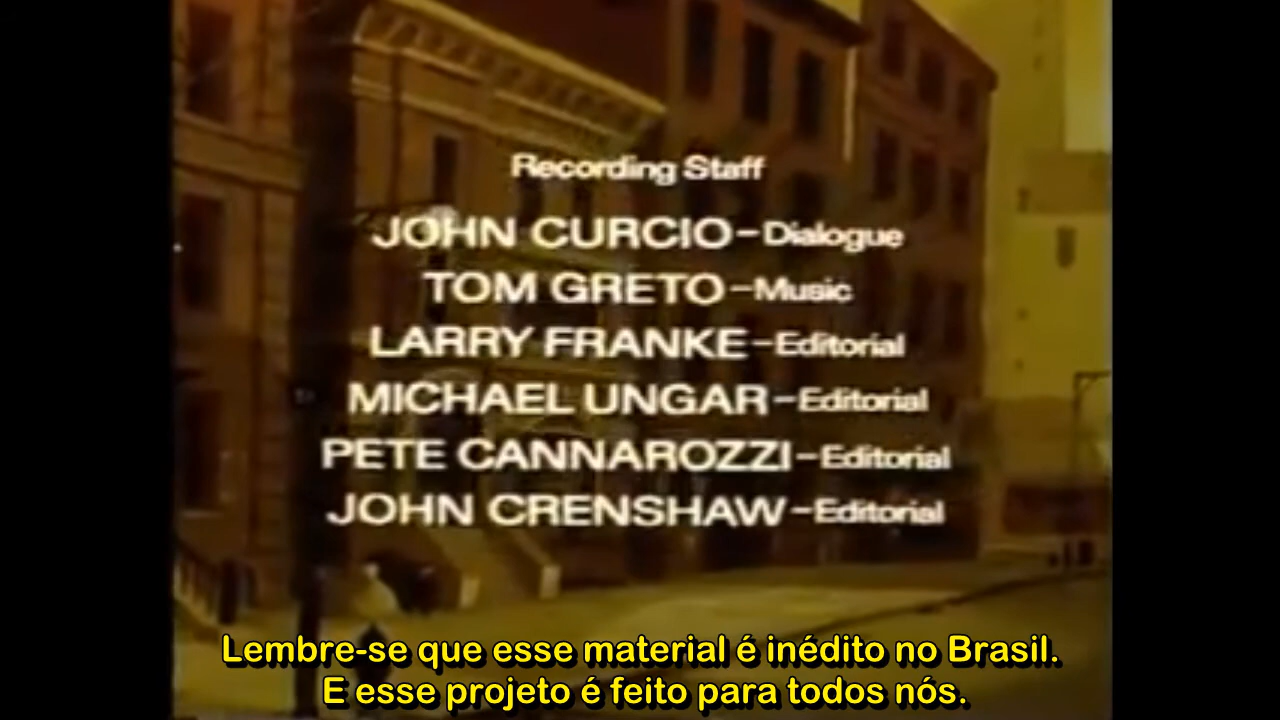 Recording Staff
JOHN CURCIO-Dialogue
TOM GRETO-Music
LARRY FRANKE-Editorial
MICHAEL UNGAR-Editorial
PETE CANNAROZZI-Editorial
JOHN CRENSHAW-Editorial
Lembre-se que esse material é inédito no Brasil.
E esse projeto é feito para todos nós.